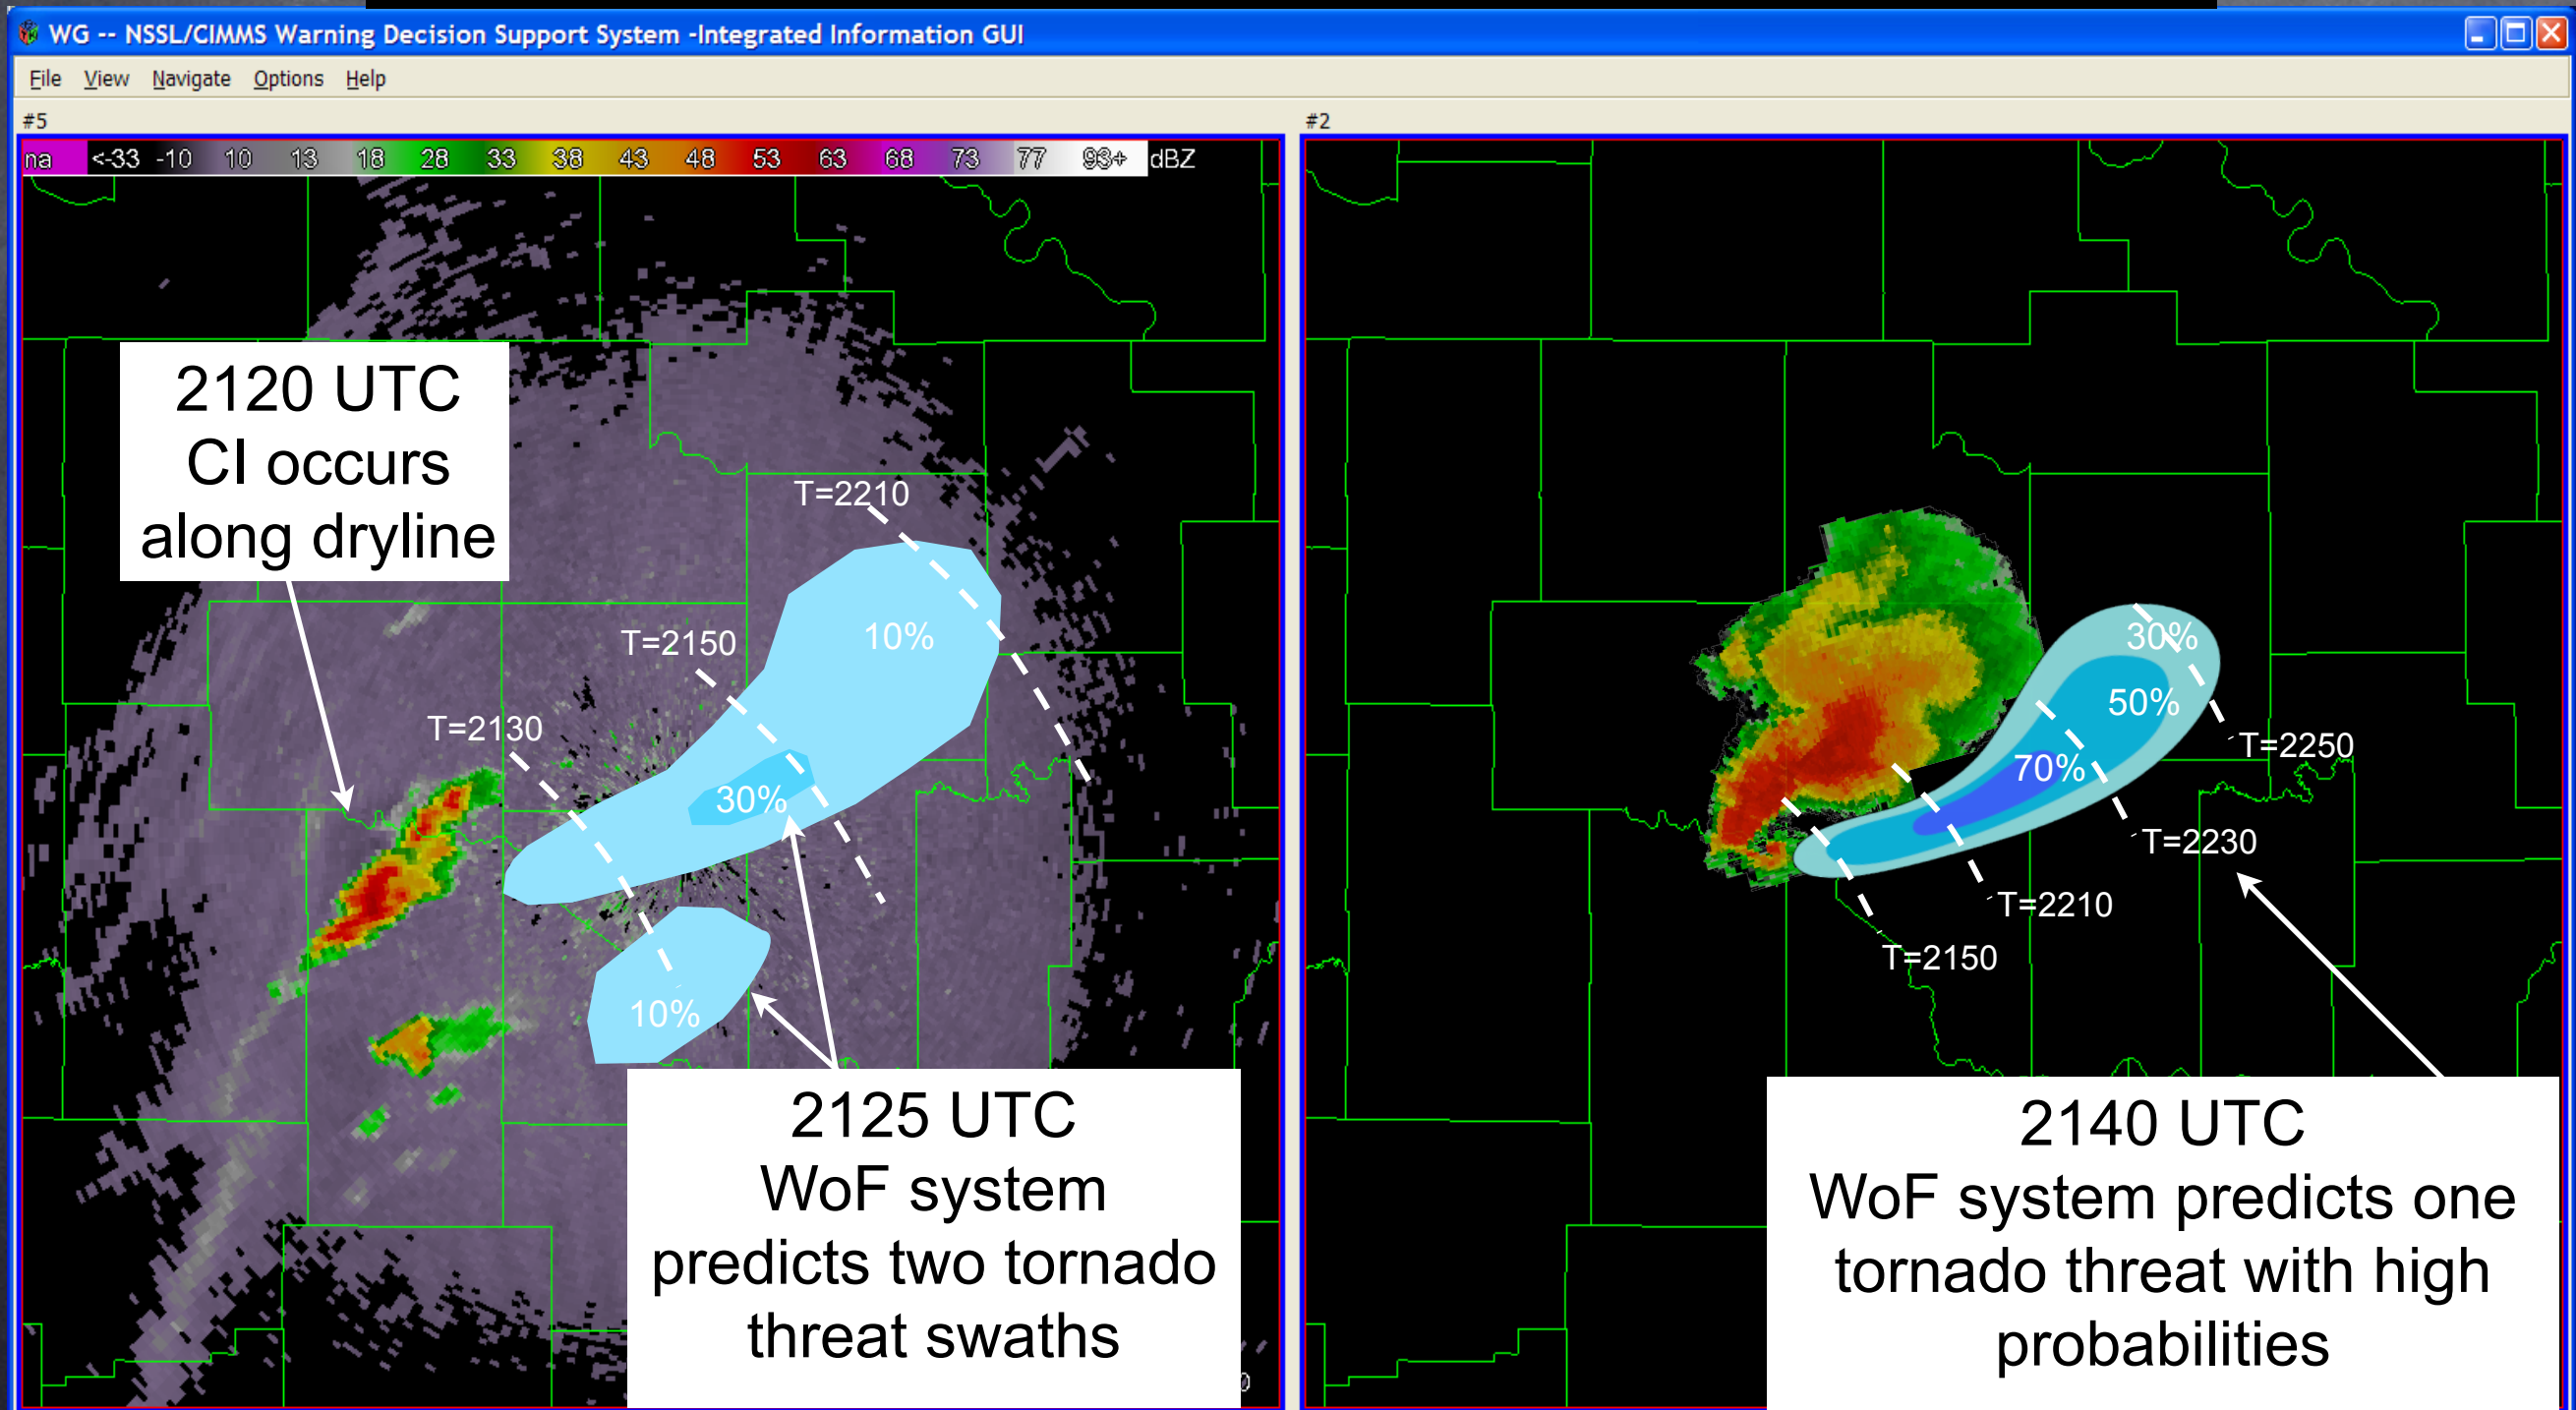 WG -- NSSL/CIMMS Warning Decision Support System -Integrated Information GUI
File View Navigate Options Help
#5
#2
na <-33 -10 10 13 18 28 33 38 43 48 53 63 68 73 77 93+ dBZ
2120 UTC
CI occurs
along dryline
T=2210
T=2150
T=2130
10%
30%
10%
2125 UTC
WoF system
predicts two tornado
threat swaths
30%
50%
70%
T=2250
T=2230
T=2210
T=2150
2140 UTC
WoF system predicts one
tornado threat with high
probabilities